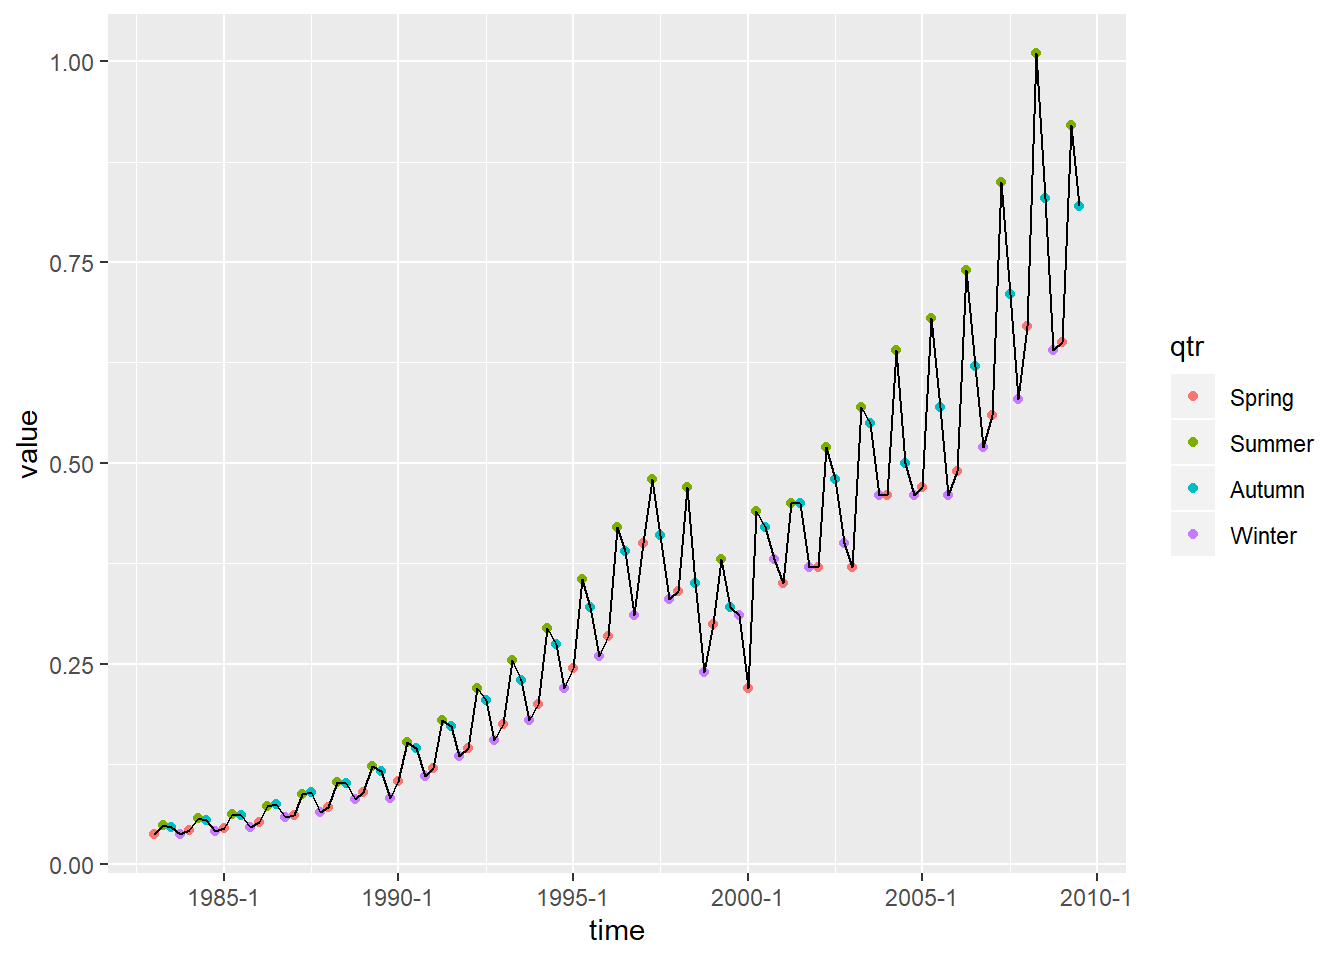 1.00
0.75
0.50
0.25
0.00
value
1985-1
1990-1
1995-1
2000-1
2005-1
2010-1
time
qtr
Spring
Summer
Autumn
Winter